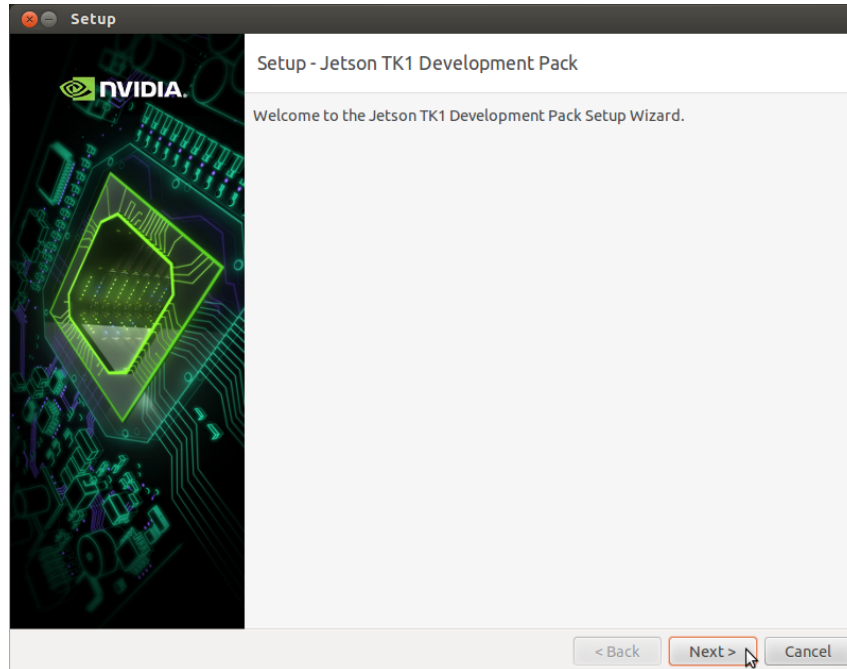 Setup
NVIDIA.
Setup - Jetson TK1 Development Pack
Welcome to the Jetson TK1 Development Pack Setup Wizard.
< Back
Next >
Cancel